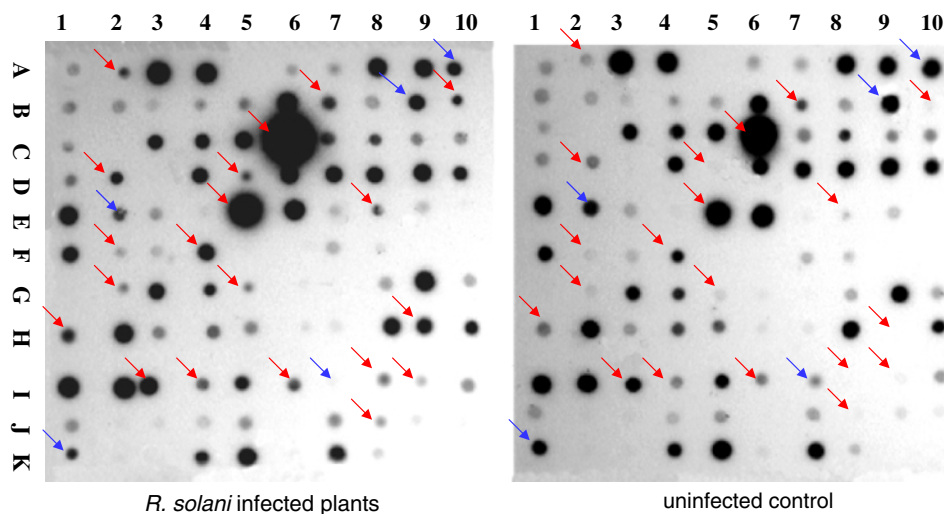 1 2 3 4 5 6 7 8 9 10 1 2 3 4 5 6 7 8 9 10
A
B
C
D
E
F
G
H
I
J
K
R. solani infected plants uninfected control